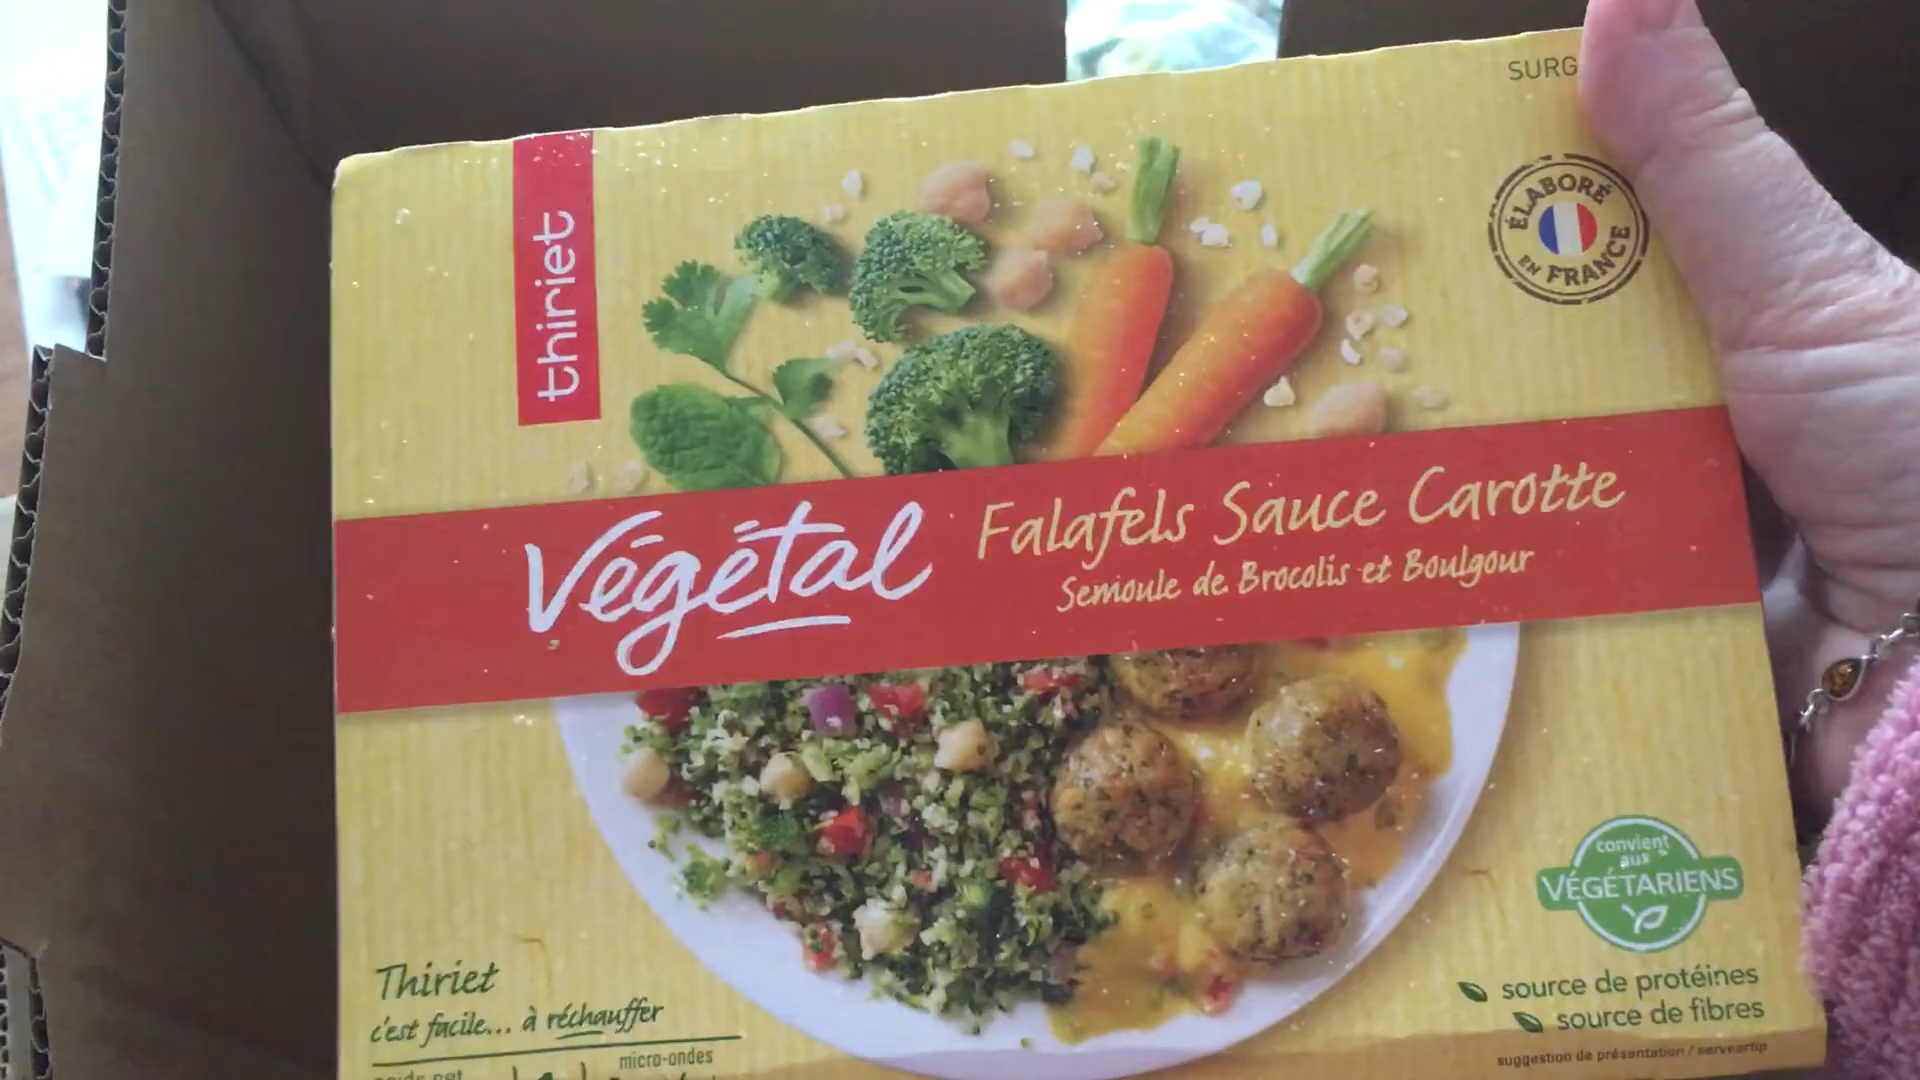 SURG
thiriet
ÉLABORÉ
EN FRANCE
Végétal
Falafels Sauce Carotte
Semoule de Brocolis et Boulgour
convient
aux
VÉGÉTARIENS
Thiriet
c'est facile... à réchauffer
micro-ondes
source de protéines
source de fibres
suggestion de présentation / serveertip